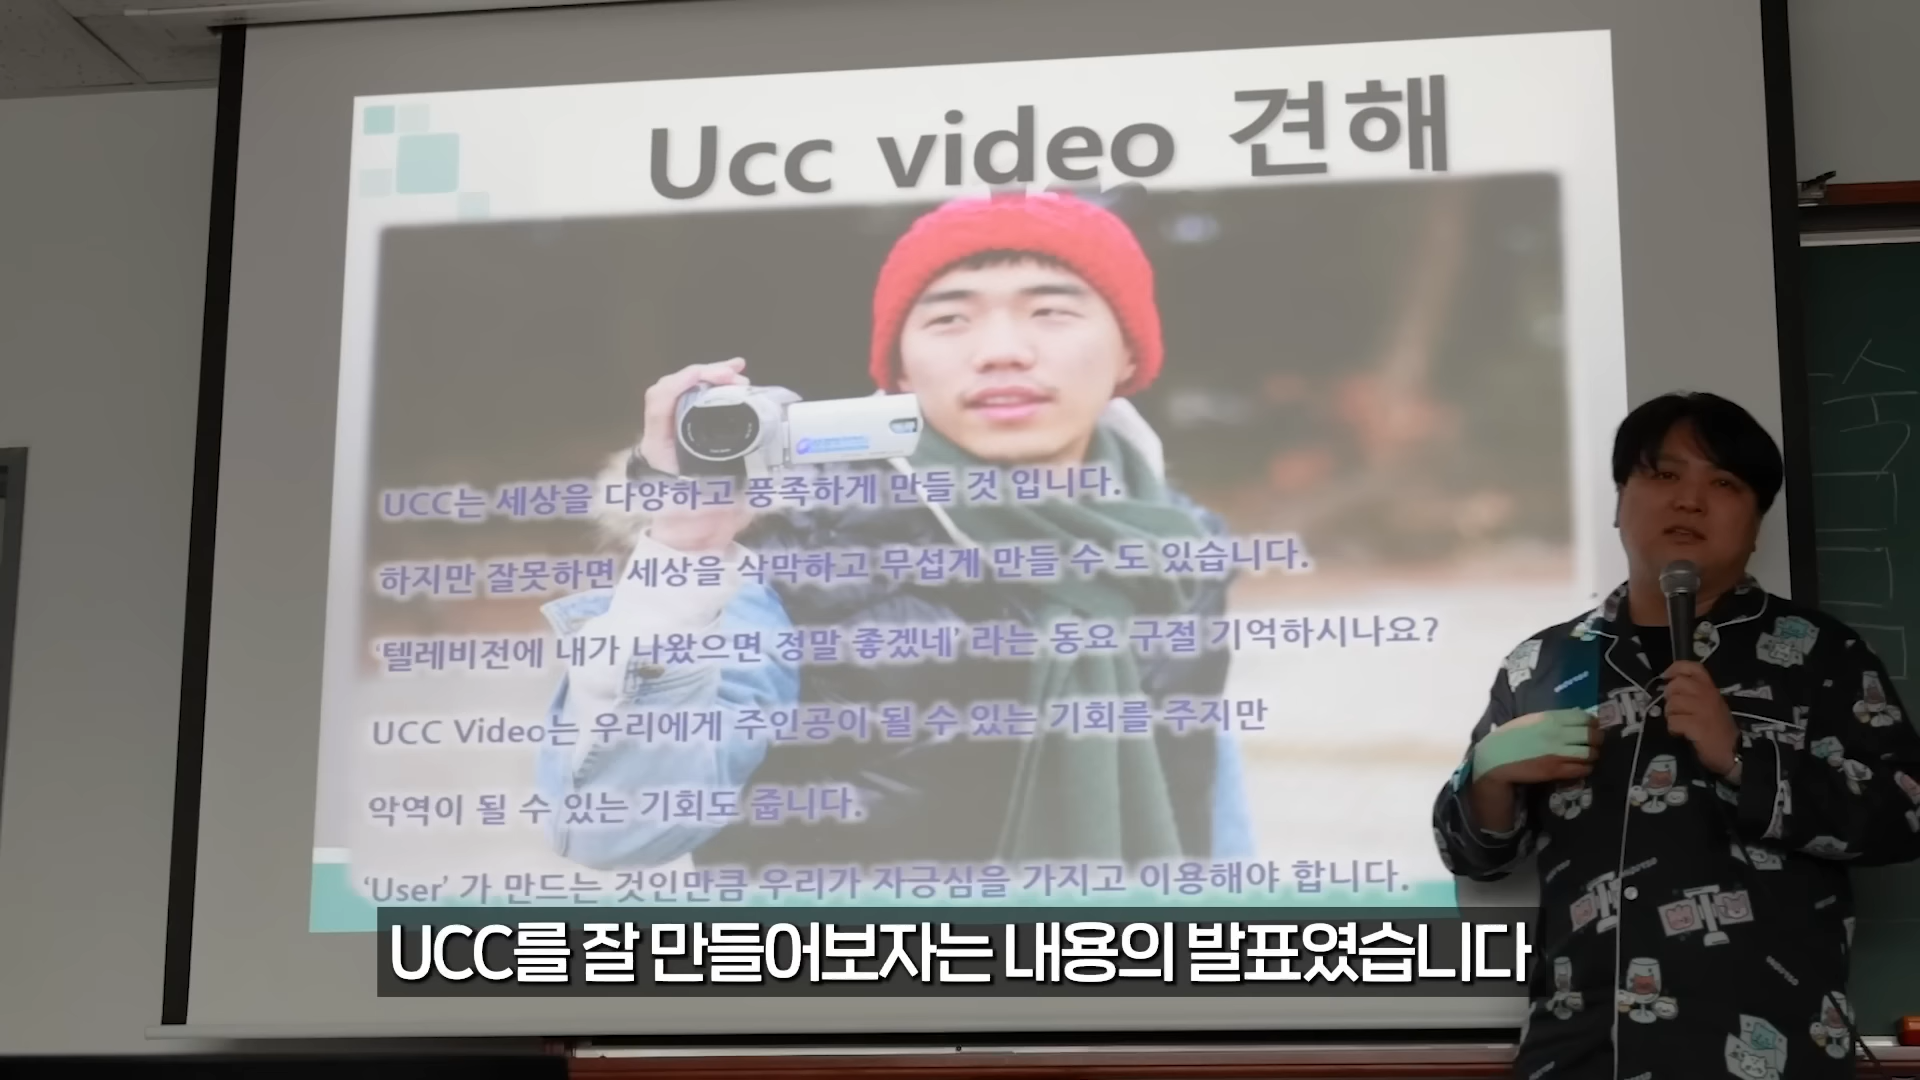 Ucc video 견해
UCC는 세상을 다양하고 풍족하게 만들 것 입니다.
하지만 잘못하면 세상을 삭막하고 무섭게 만들 수 도 있습니다.
‘텔레비전에 내가 나왔으면 정말 좋겠네’ 라는 동요 구절 기억하시나요?
UCC Video는 우리에게 주인공이 될 수 있는 기회를 주지만
악역이 될 수 있는 기회도 줍니다.
‘User’ 가 만드는 것인만큼 우리가 자긍심을 가지고 이용해야 합니다.
UCC를 잘 만들어보자는 내용의 발표였습니다